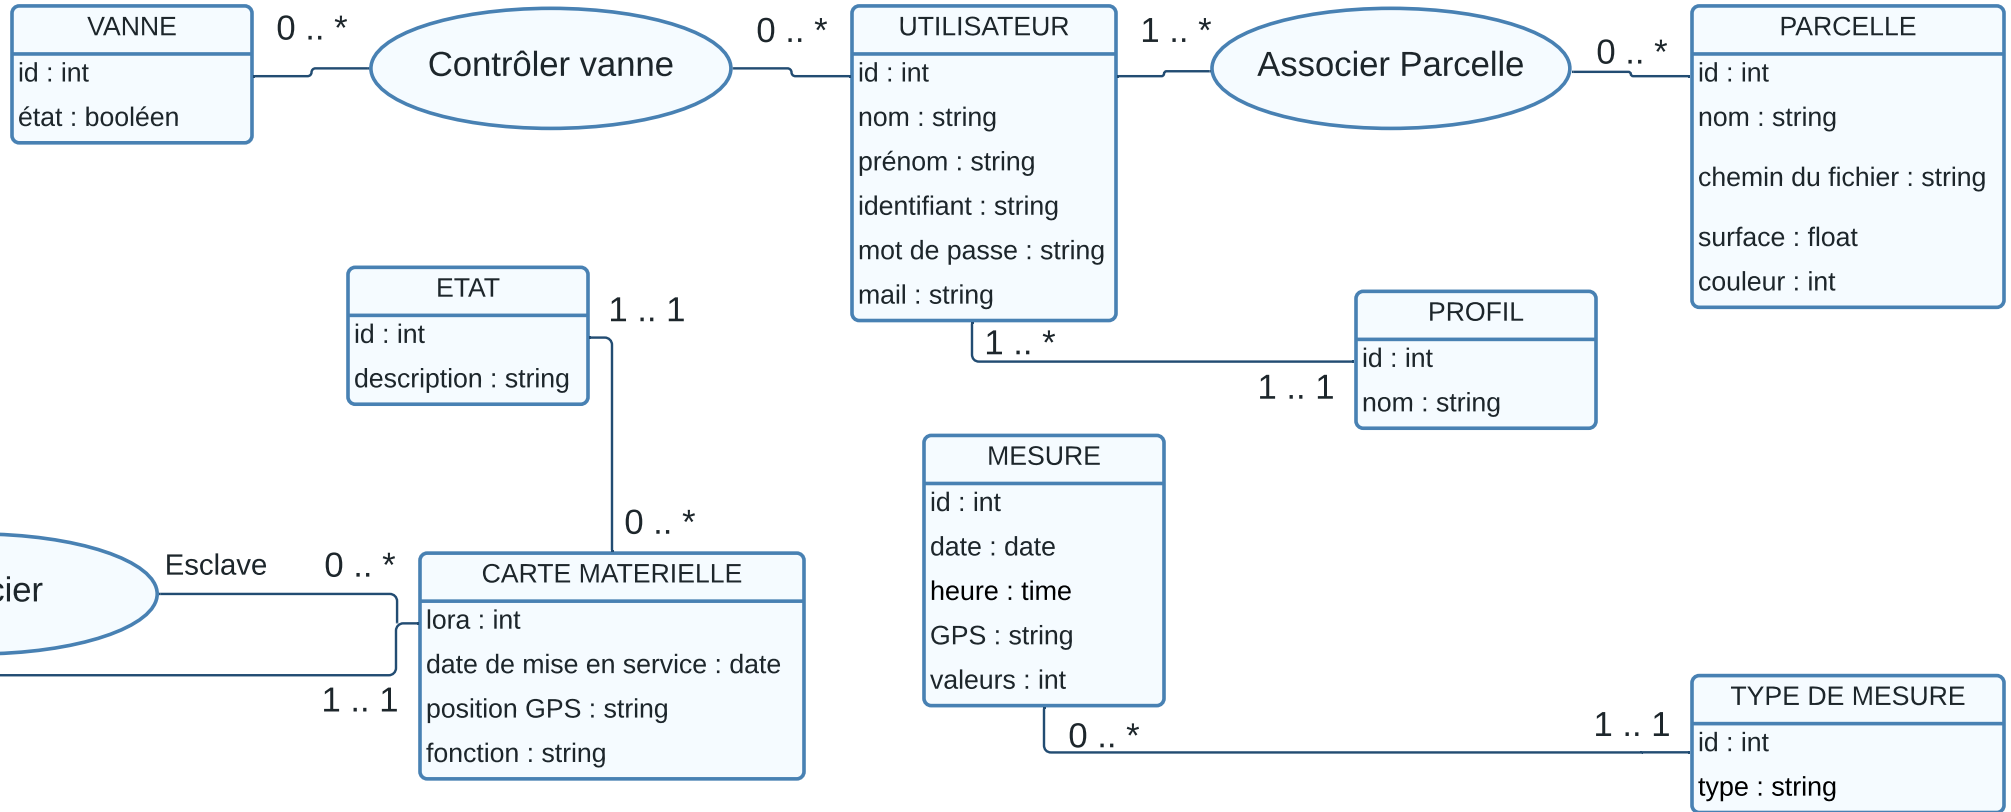 VANNE
id : int
état : booléen
0 .. *
Contrôler vanne
0 .. *
UTILISATEUR
id : int
nom : string
prénom : string
identifiant : string
mot de passe : string
mail : string
1 .. *
Associer Parcelle
0 .. *
PARCELLE
id : int
nom : string
chemin du fichier : string
surface : float
couleur : int
ETAT
id : int
description : string
1 .. 1
0 .. *
1 .. *
1 .. 1
PROFIL
id : int
nom : string
MESURE
id : int
date : date
heure : time
GPS : string
valeurs : int
cier
Esclave
0 .. *
1 .. 1
CARTE MATERIELLE
lora : int
date de mise en service : date
position GPS : string
fonction : string
0 .. *
1 .. 1
TYPE DE MESURE
id : int
type : string